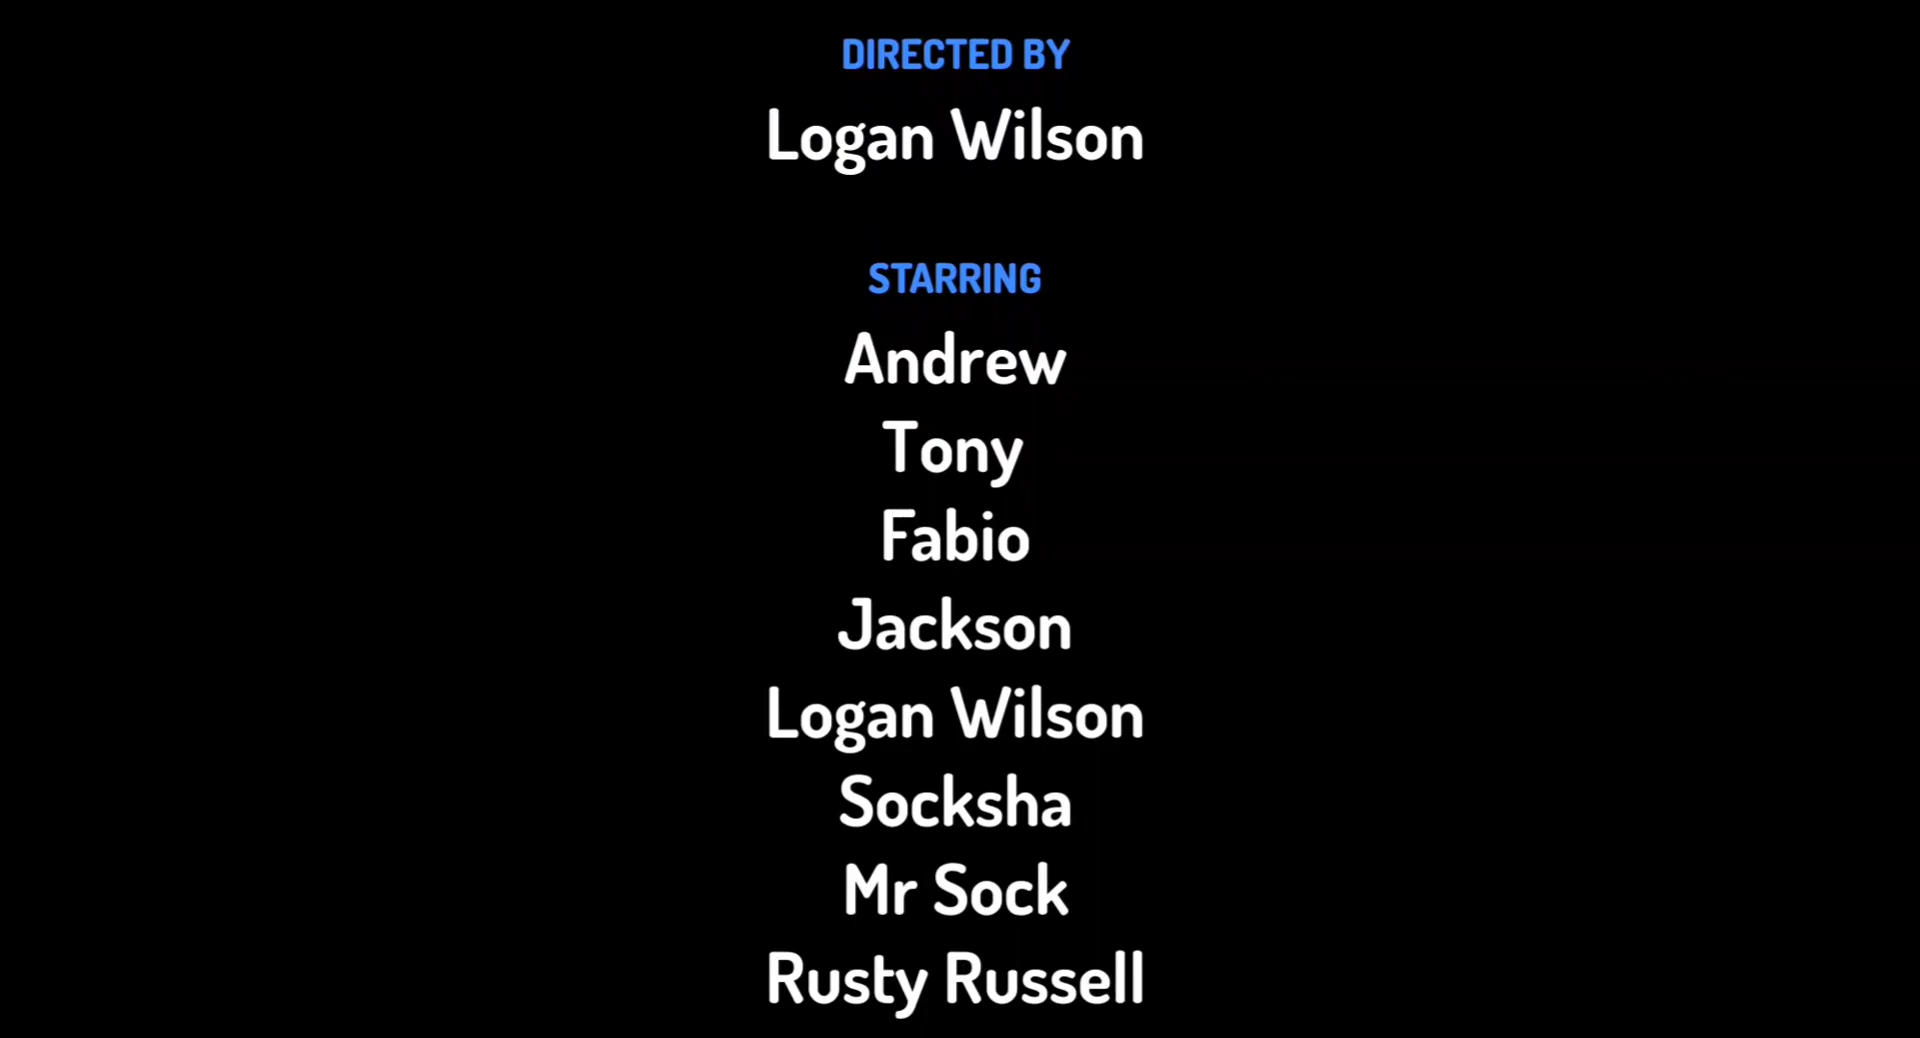 DIRECTED BY
Logan Wilson
STARRING
Andrew
Tony
Fabio
Jackson
Logan Wilson
Socksha
Mr Sock
Rusty Russell